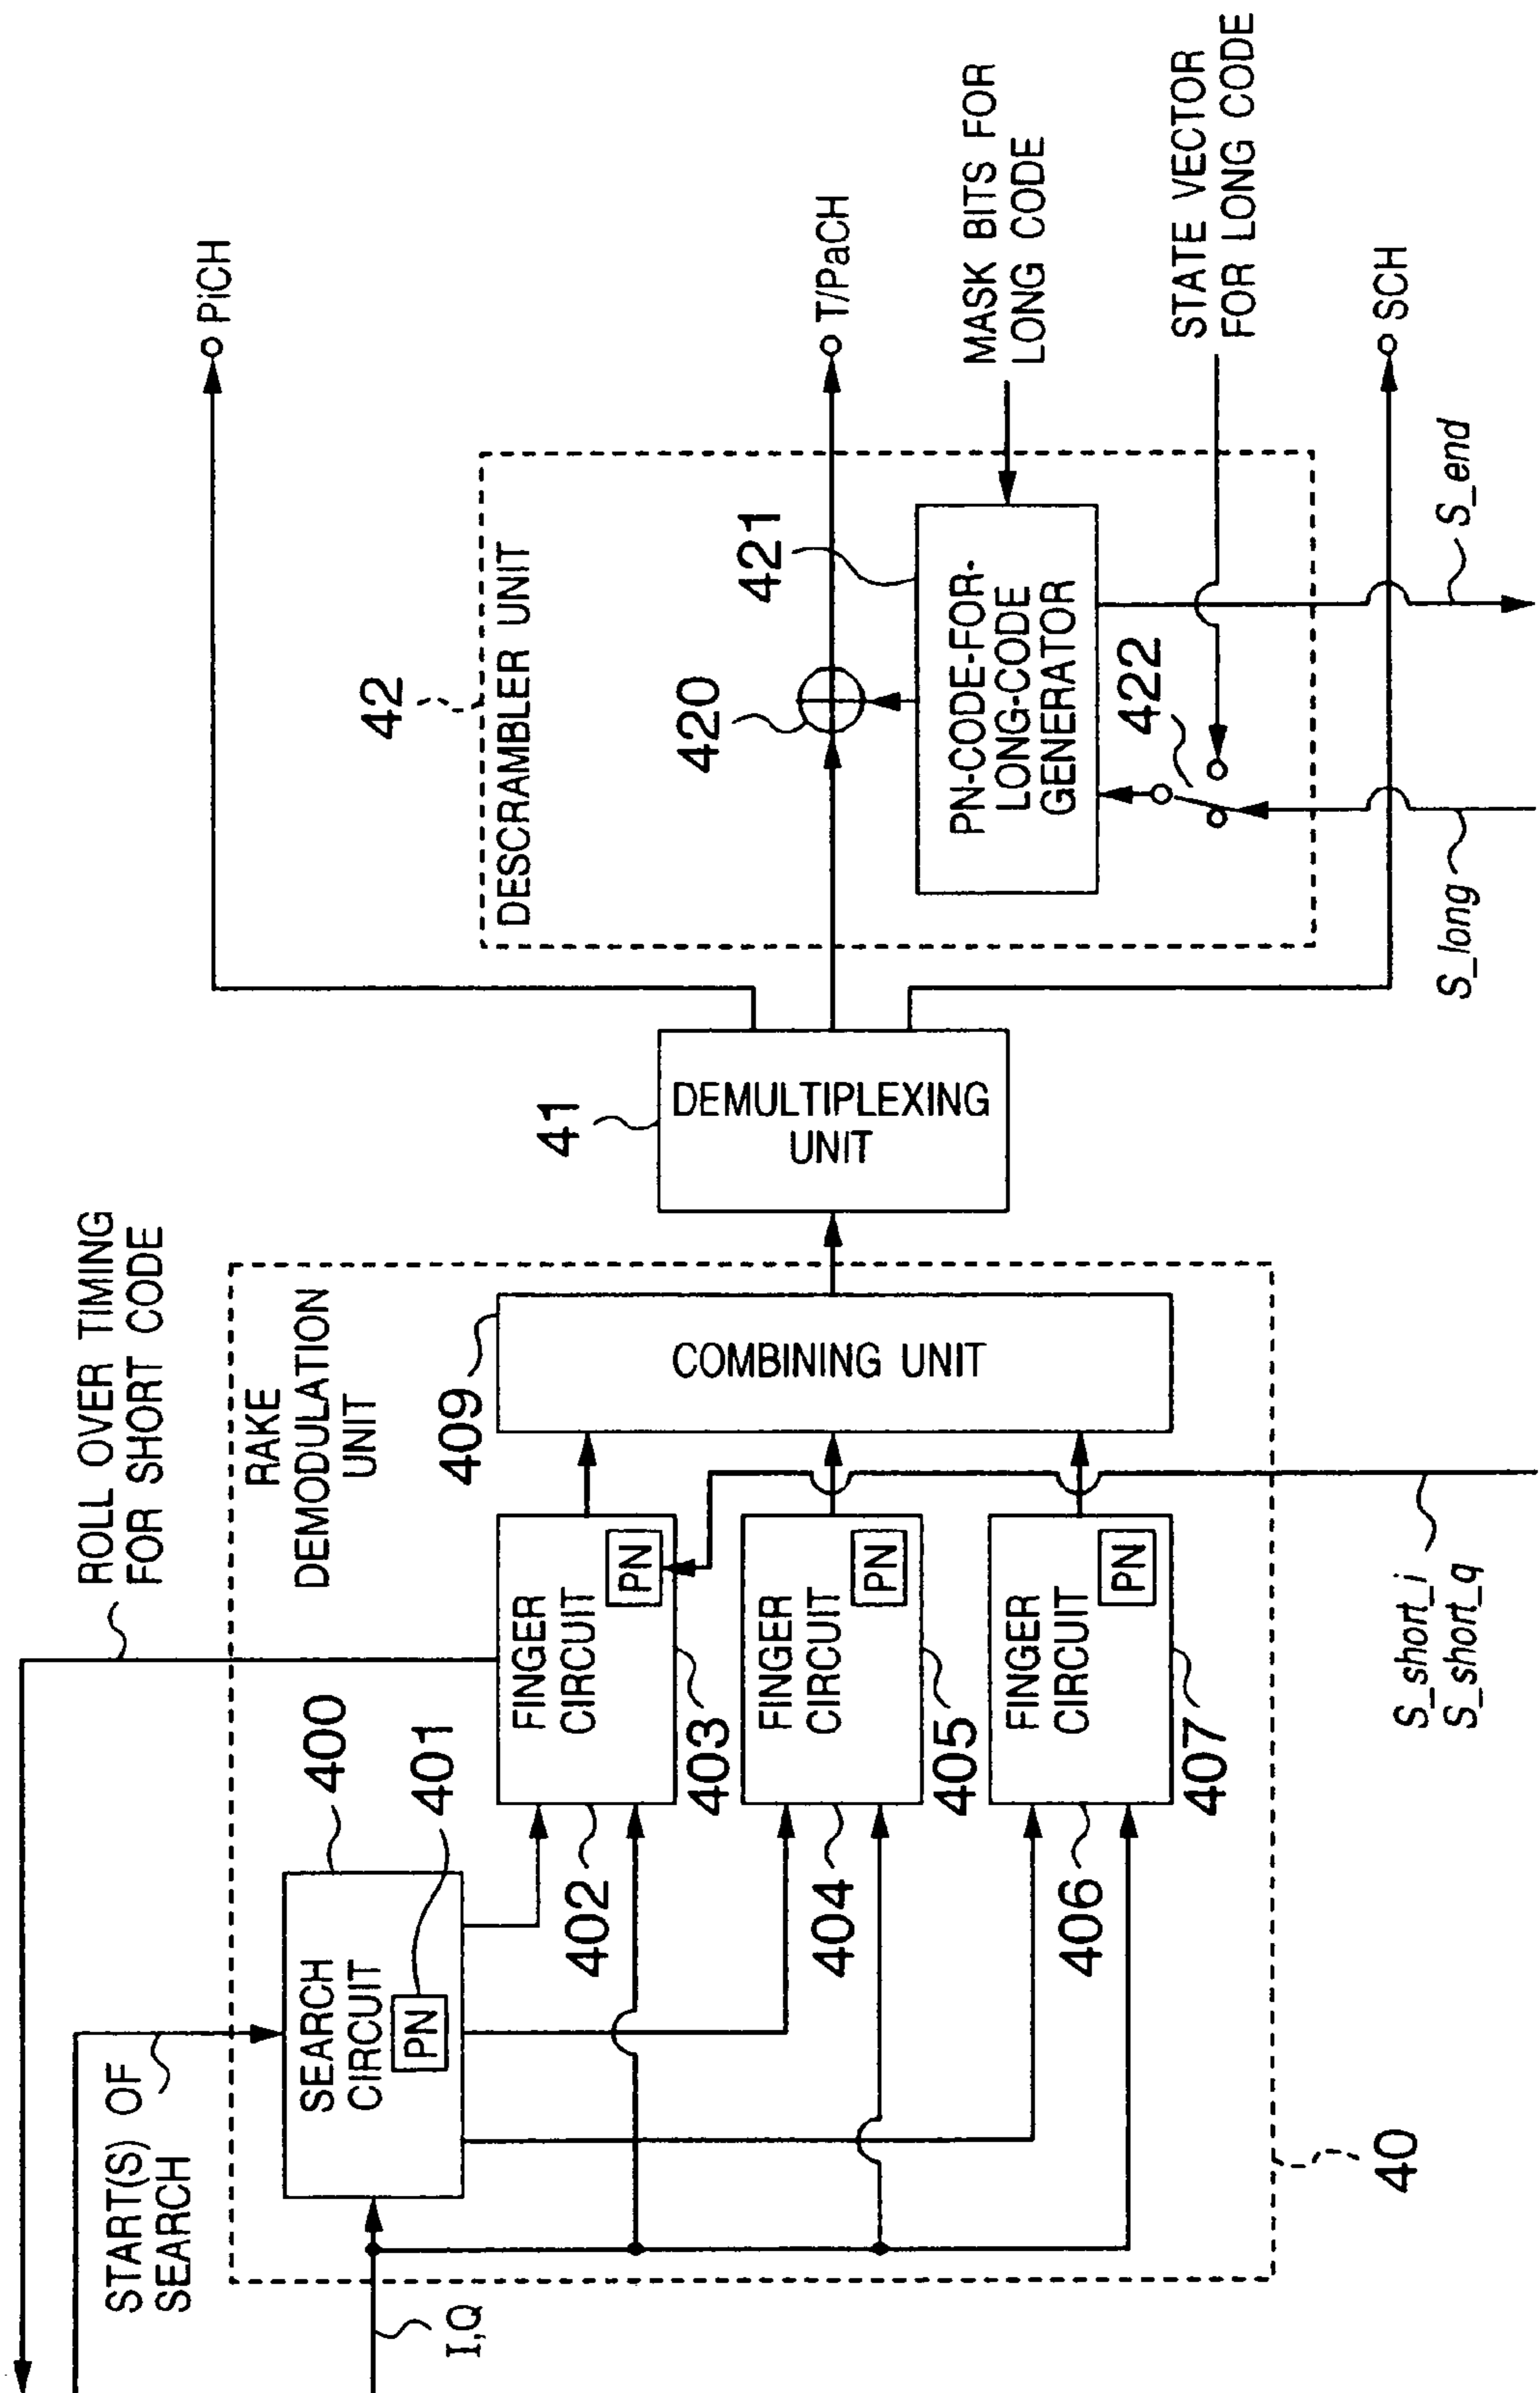 ROLL OVER TIMING
FOR SHORT CODE
START(S) OF
SEARCH
I,Q
RAKE
DEMODULATION
UNIT
400
SEARCH
CIRCUIT
PN
401
402
FINGER
CIRCUIT
PN
403
404
FINGER
CIRCUIT
PN
405
406
FINGER
CIRCUIT
PN
407
409
COMBINING UNIT
40
S_short_i
S_short_q
41
DEMULTIPLEXING
UNIT
42
DESCRAMBLER UNIT
420
421
PN-CODE-FOR-
LONG-CODE
GENERATOR
422
PiCH
T/PaCH
MASK BITS FOR
LONG CODE
STATE VECTOR
FOR LONG CODE
SCH
S_long
S_end